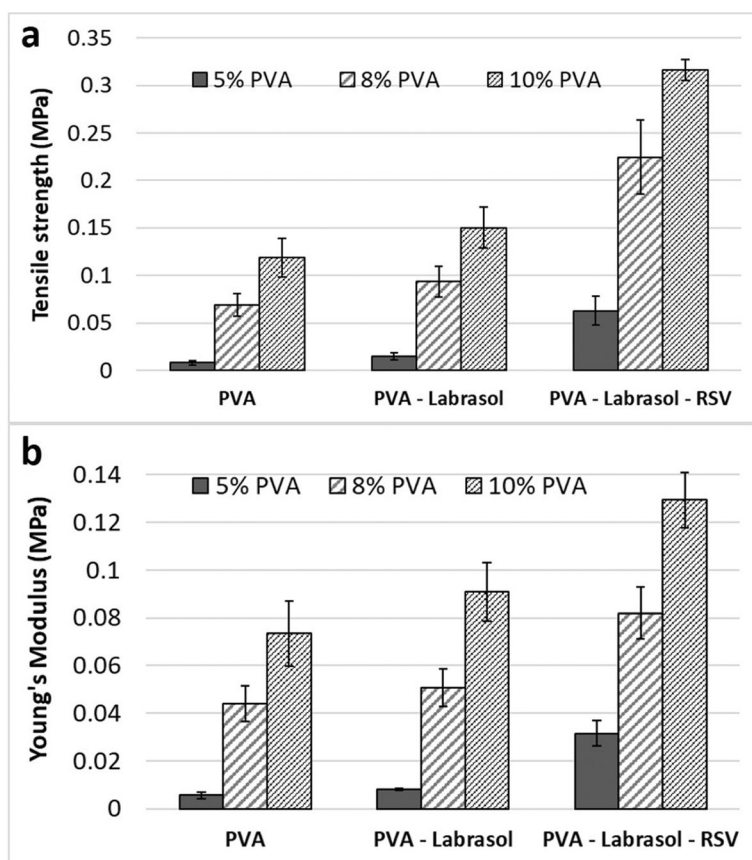 a
Tensile strength (MPa)
0.35
0.3
0.25
0.2
0.15
0.1
0.05
0
5% PVA 8% PVA 10% PVA
PVA PVA - Labrasol PVA - Labrasol - RSV
b
Young's Modulus (MPa)
0.14
0.12
0.1
0.08
0.06
0.04
0.02
0
5% PVA 8% PVA 10% PVA
PVA PVA - Labrasol PVA - Labrasol - RSV